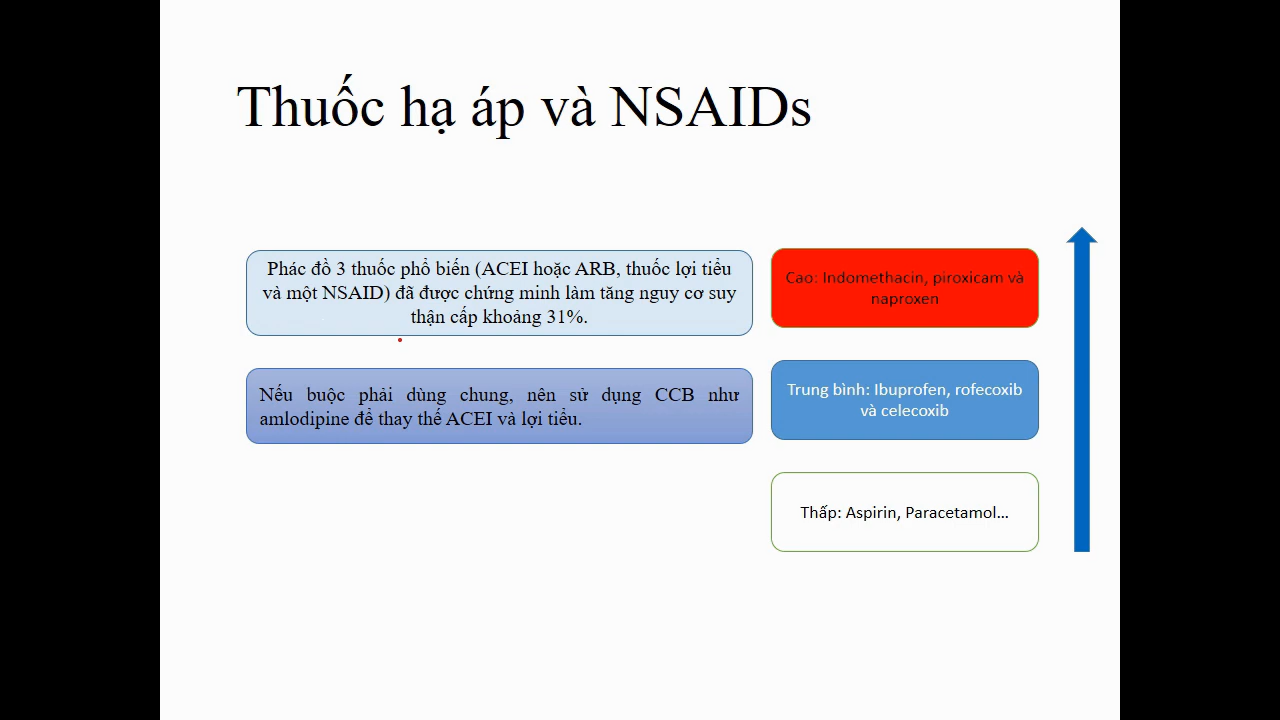 Thuốc hạ áp và NSAIDs
Phác đồ 3 thuốc phổ biến (ACEI hoặc ARB, thuốc lợi tiểu
và một NSAID) đã được chứng minh làm tăng nguy cơ suy
thận cấp khoảng 31%.
Nếu buộc phải dùng chung, nên sử dụng CCB như
amlodipine để thay thế ACEI và lợi tiểu.
Cao: Indomethacin, piroxicam và
naproxen
Trung bình: Ibuprofen, rofecoxib
và celecoxib
Thấp: Aspirin, Paracetamol...